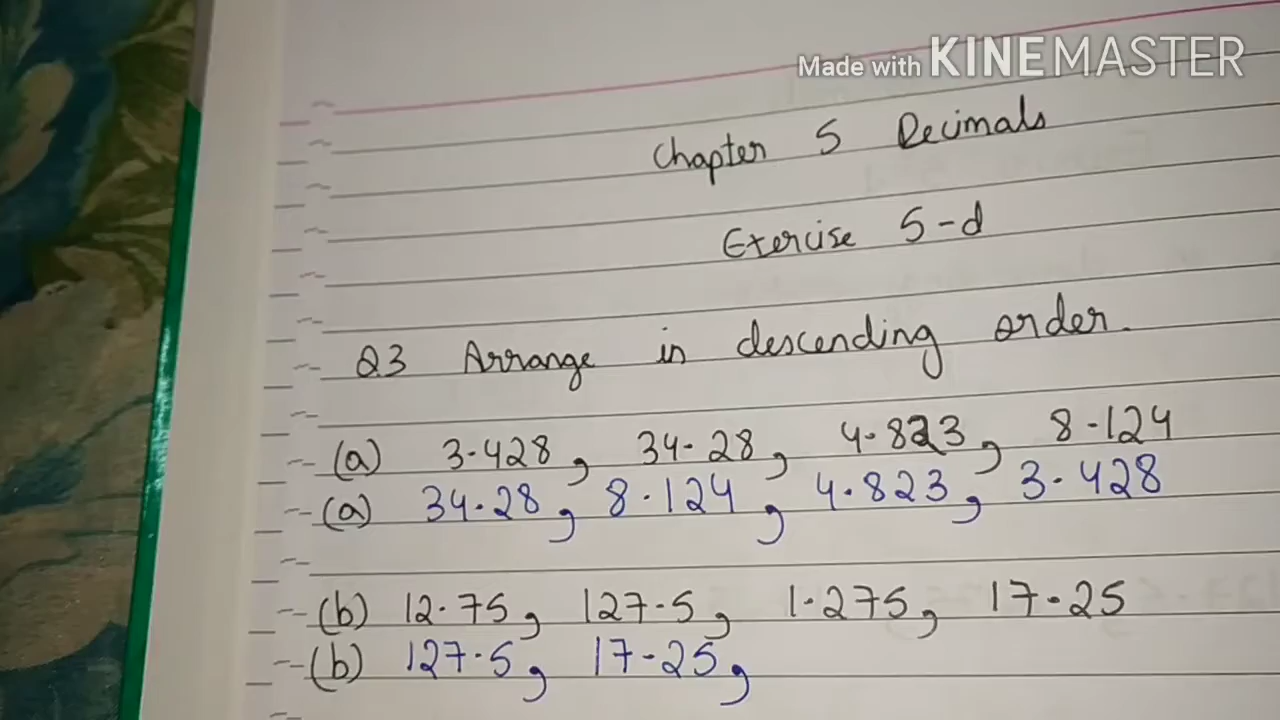 Made with KINEMASTER
Chapter 5 Decimals
Exercise 5-d
Q3 Arrange in descending order.
(a) 3.428, 34.28, 4.823, 8.124
(a) 34.28, 8.124, 4.823, 3.428
(b) 12.75, 127.5, 1.275, 17.25
(b) 127.5, 17.25,